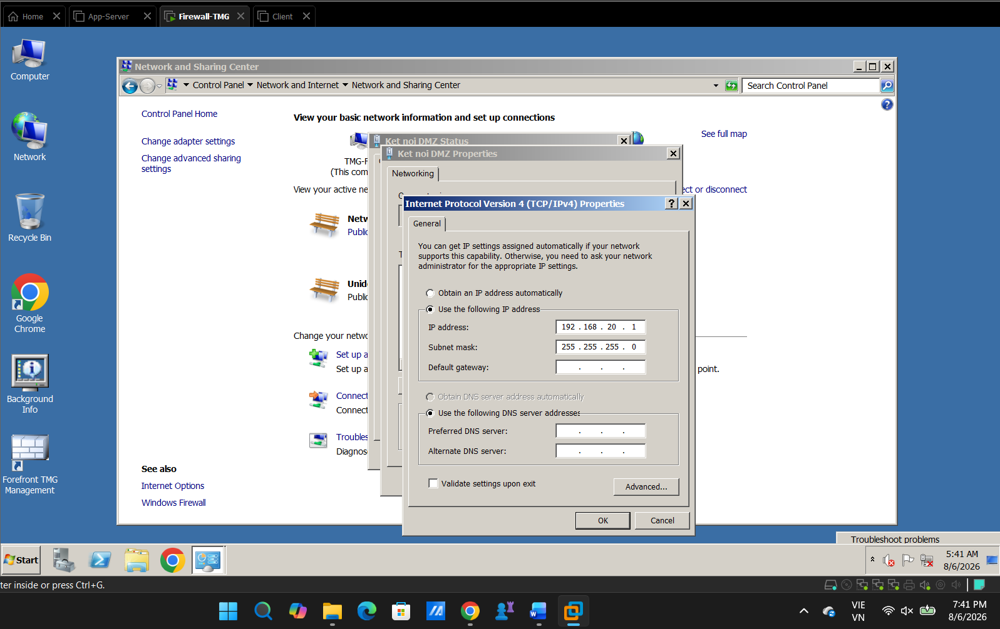 Home
App-Server
Firewall-TMG
Client
Computer
Network
Recycle Bin
Google
Chrome
Background
Info
Forefront TMG
Management
Network and Sharing Center
Control Panel
Network and Internet
Network and Sharing Center
Search Control Panel
Control Panel Home
Change adapter settings
Change advanced sharing
settings
See also
Internet Options
Windows Firewall
View your basic network information and set up connections
See full map
TMG-F
(This com
View your active ne
ect or disconnect
Netw
Public
Unid
Public
Change your netwo
Set up a
Set up a
point.
Connect
Connect
Troubles
Diagnos
Ket noi DMZ Status
Ket noi DMZ Properties
Networking
Internet Protocol Version 4 (TCP/IPv4) Properties
General
You can get IP settings assigned automatically if your network
supports this capability. Otherwise, you need to ask your network
administrator for the appropriate IP settings.
Obtain an IP address automatically
Use the following IP address
IP address: 192 . 168 . 20 . 1
Subnet mask: 255 . 255 . 255 . 0
Default gateway: . . .
Obtain DNS server address automatically
Use the following DNS server addresses
Preferred DNS server: . . .
Alternate DNS server: . . .
Validate settings upon exit
Advanced...
OK
Cancel
Troubleshoot problems
Start
5:41 AM
8/6/2026
ter inside or press Ctrl+G.
VIE
VN
7:41 PM
8/6/2026